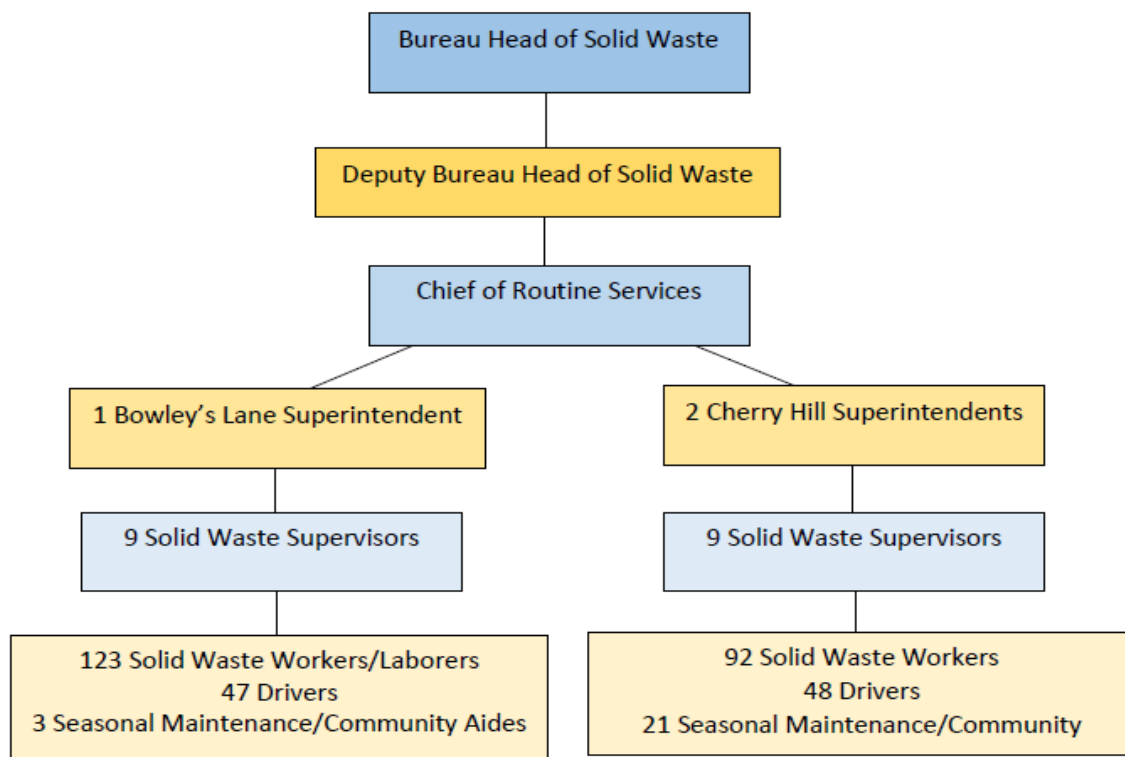 Bureau Head of Solid Waste
Deputy Bureau Head of Solid Waste
Chief of Routine Services
1 Bowley’s Lane Superintendent
2 Cherry Hill Superintendents
9 Solid Waste Supervisors
9 Solid Waste Supervisors
123 Solid Waste Workers/Laborers
47 Drivers
3 Seasonal Maintenance/Community Aides
92 Solid Waste Workers
48 Drivers
21 Seasonal Maintenance/Community